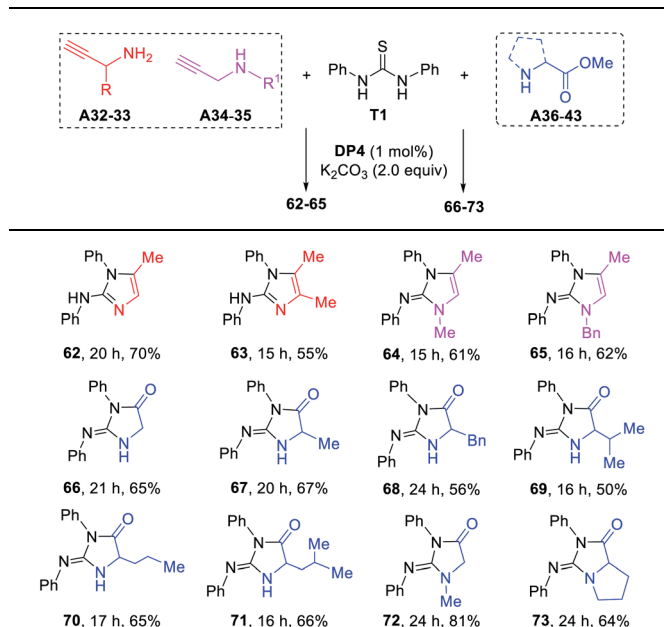 NH₂
R
A32-33
H
N
R¹
A34-35
+
S
Ph N H N H Ph
T1
+
N H
OMe
O
A36-43
DP4 (1 mol%)
K₂CO₃ (2.0 equiv)
62-65
66-73
Ph
N
Me
HN
N
Ph
62, 20 h, 70%
Ph
N
Me
Me
HN
N
Ph
63, 15 h, 55%
Ph
N
Me
N
N
Ph
Me
64, 15 h, 61%
Ph
N
Me
N
N
Ph
Bn
65, 16 h, 62%
Ph
O
N
N
N
H
Ph
66, 21 h, 65%
Ph
O
N
N
N
H
Me
Ph
67, 20 h, 67%
Ph
O
N
N
N
H
Bn
Ph
68, 24 h, 56%
Ph
O
N
Me
N
N
H
Me
Ph
69, 16 h, 50%
Ph
O
N
N
N
H
Me
Ph
70, 17 h, 65%
Ph
O
N
Me
N
N
H
Me
Ph
71, 16 h, 66%
Ph
O
N
N
N
Ph
Me
72, 24 h, 81%
Ph
O
N
N
N
Ph
73, 24 h, 64%